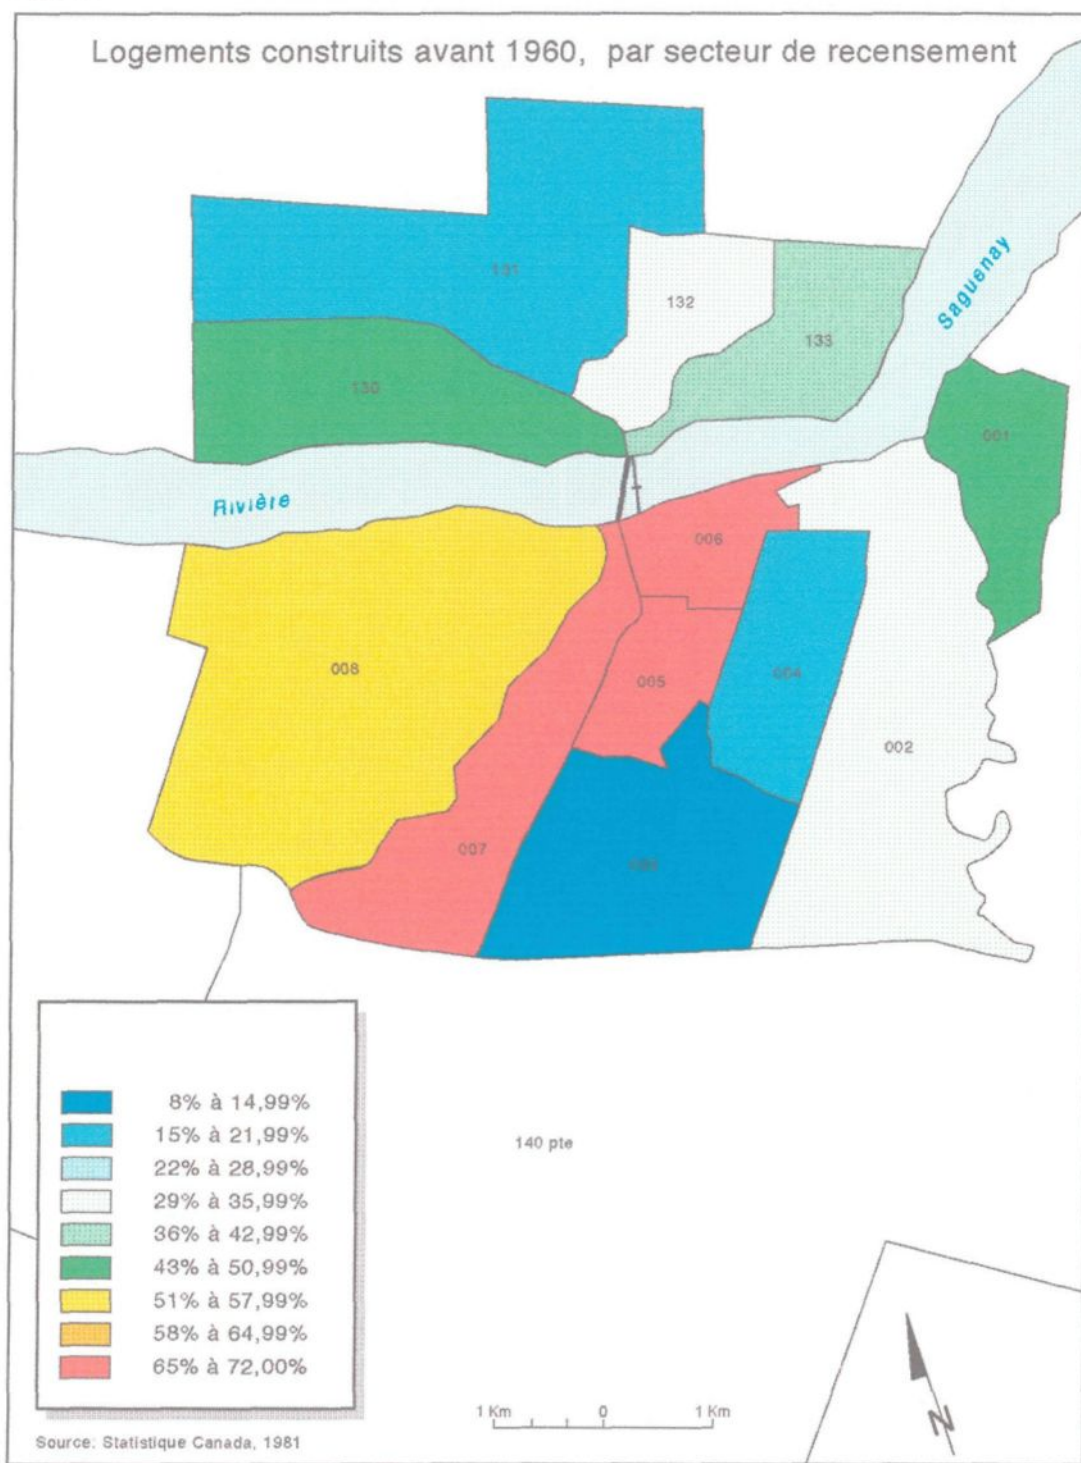 Logements construits avant 1960, par secteur de recensement
131
132
133
Saguenay
130
001
Rivière
006
008
005
004
002
007
003
8% à 14,99%
15% à 21,99%
22% à 28,99%
29% à 35,99%
36% à 42,99%
43% à 50,99%
51% à 57,99%
58% à 64,99%
65% à 72,00%
140 pte
1 Km 0 1 Km
N
Source: Statistique Canada, 1981